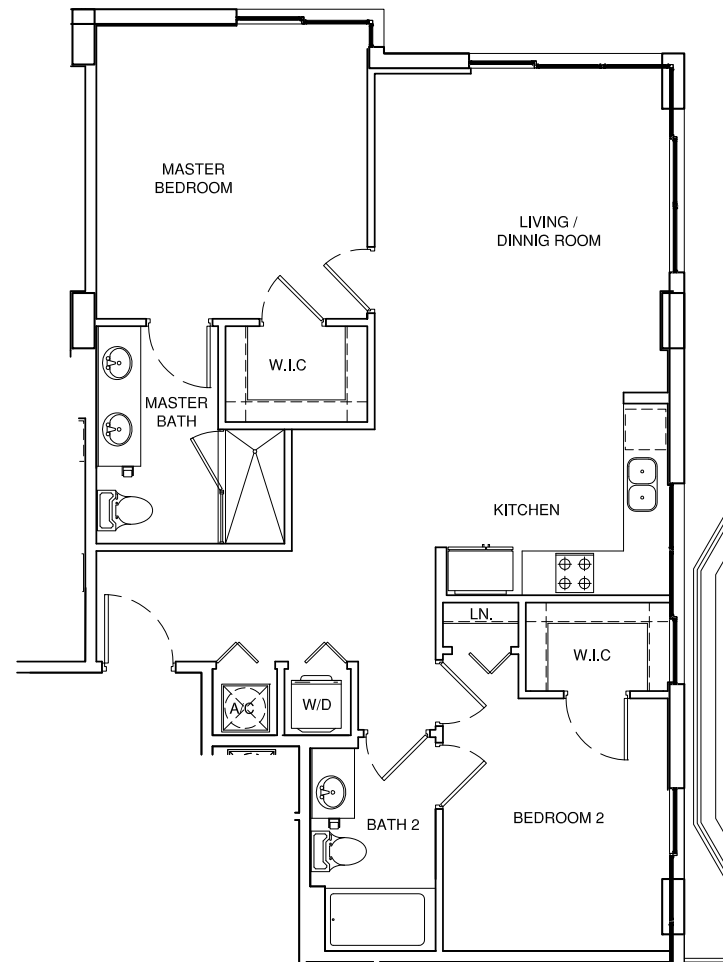 MASTER
BEDROOM
LIVING /
DINNIG ROOM
W.I.C
MASTER
BATH
KITCHEN
LN.
W.I.C
A/C
W/D
BATH 2
BEDROOM 2